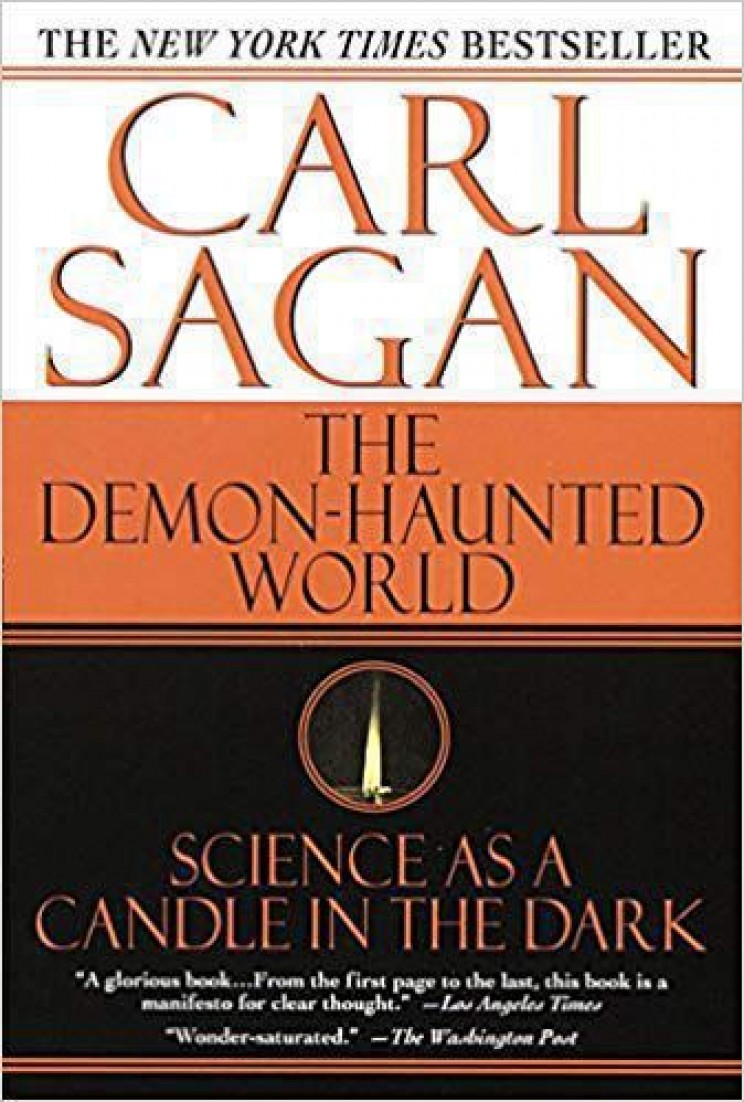 THE NEW YORK TIMES BESTSELLER
CARL
SAGAN
THE
DEMON-HAUNTED
WORLD
SCIENCE AS A
CANDLE IN THE DARK
"A glorious book...From the first page to the last, this book is a
manifesto for clear thought." —Los Angeles Times
"Wonder-saturated." —The Washington Post